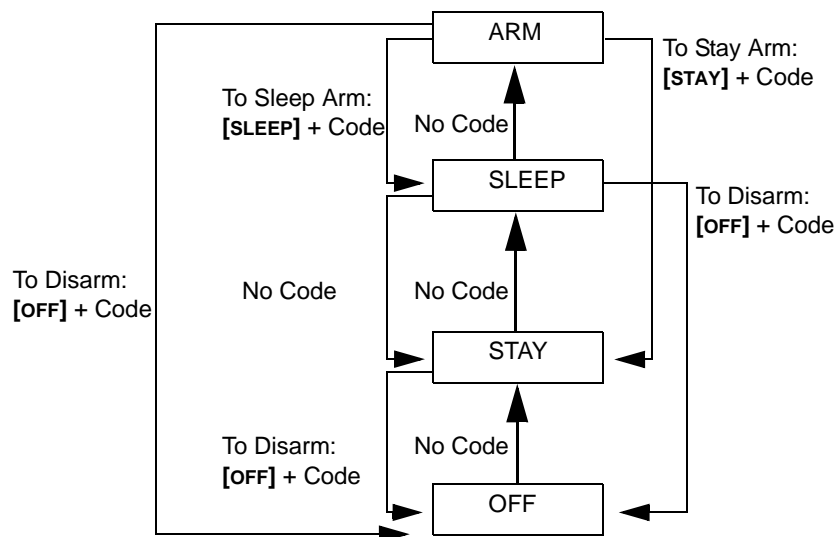 ARM
To Stay Arm:
[STAY] + Code
To Sleep Arm:
[SLEEP] + Code
No Code
SLEEP
To Disarm:
[OFF] + Code
To Disarm:
[OFF] + Code
No Code
No Code
STAY
To Disarm:
[OFF] + Code
No Code
OFF